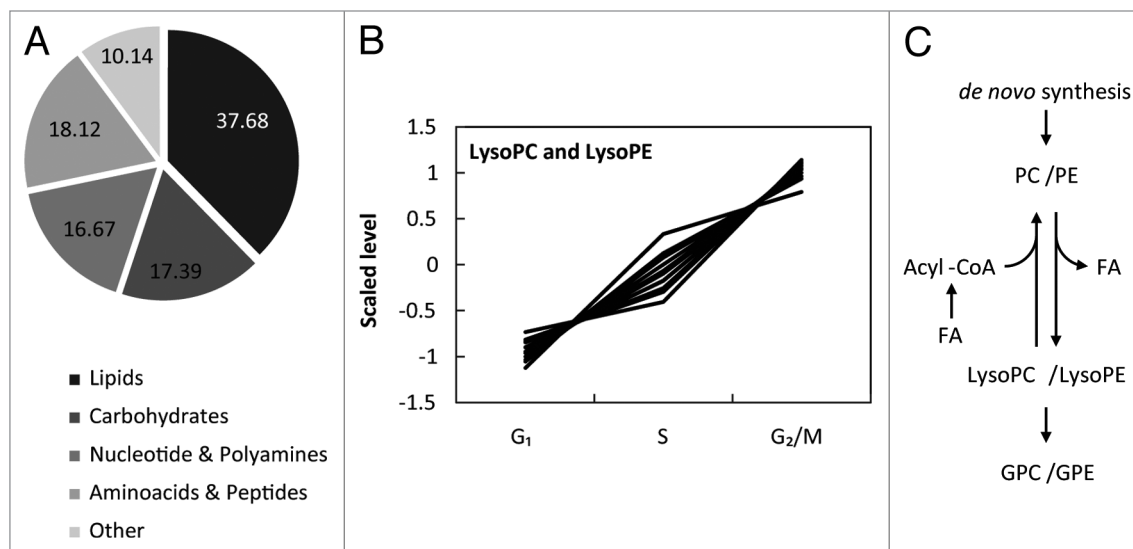 A
10.14
37.68
18.12
16.67
17.39
Lipids
Carbohydrates
Nucleotide & Polyamines
Aminoacids & Peptides
Other
B
LysoPC and LysoPE
Scaled level
1.5
1
0.5
0
-0.5
-1
-1.5
G₁ S G₂/M
C
de novo synthesis
PC /PE
Acyl -CoA FA
FA
LysoPC /LysoPE
GPC /GPE